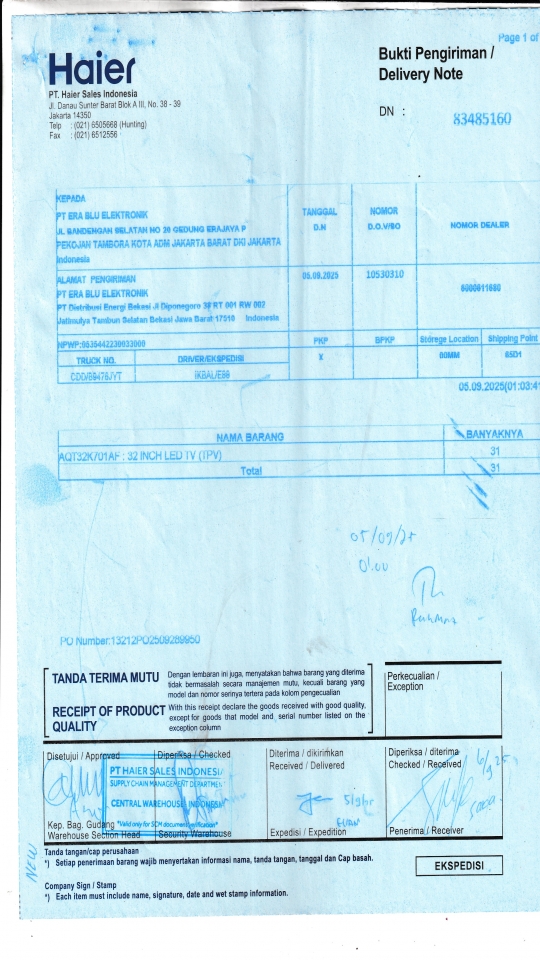 Page 1 of
Haier
Bukti Pengiriman /
Delivery Note
PT. Haier Sales Indonesia
Jl. Danau Sunter Barat Blok A III, No. 38 - 39
Jakarta 14350
Telp : (021) 6505668 (Hunting)
Fax : (021) 6512556
DN : 83485160
KEPADA
PT ERA BLU ELEKTRONIK
JL BANDENGAN SELATAN NO 20 GEDUNG ERAJAYA P
PEKOJAN TAMBORA KOTA ADM JAKARTA BARAT DKI JAKARTA
Indonesia
TANGGAL
D.N
NOMOR
D.O.V/SO
NOMOR DEALER
ALAMAT PENGIRIMAN
PT ERA BLU ELEKTRONIK
PT Distribusi Energi Bekasi Jl Diponegoro 38 RT 001 RW 002
Jatimulya Tambun Selatan Bekasi Jawa Barat 17510 Indonesia
05.09.2025
10530310
NPWP:
PKP
BPKP
Storege Location
Shipping Point
TRUCK NO.
DRIVER/EKSPEDISI
X
00MM
85D1
IKBAL/E86
05.09.2025(01:03:4
NAMA BARANG
BANYAKNYA
AQT32K701AF : 32 INCH LED TV (TPV)
31
Total
31
05/09/25
01.00
PO Number:13212PO2509289950
TANDA TERIMA MUTU
Dengan lembaran ini juga, menyatakan bahwa barang yang diterima
tidak bermasalah secara manajemen mutu, kecuali barang yang
model dan nomor serinya tertera pada kolom pengecualian
RECEIPT OF PRODUCT
QUALITY
With this receipt declare the goods received with good quality,
except for goods that model and serial number listed on the
exception column
Perkecualian /
Exception
Disetujui / Approved
Diperiksa / Checked
Diterima / dikirimkan
Received / Delivered
Diperiksa / diterima
Checked / Received
PT HAIER SALES INDONESIA
SUPPLY CHAIN MANAGEMENT DEPARTMEN
CENTRAL WAREHOUSE INDONESIA
*Valid only for SCM document certification*
Kep. Bag. Gudang
Warehouse Section Head
Security Warehouse
Expedisi / Expedition
Penerima / Receiver
Tanda tangan/cap perusahaan
*) Setiap penerimaan barang wajib menyertakan informasi nama, tanda tangan, tanggal dan Cap basah.
EKSPEDISI
NEW
Company Sign / Stamp
*) Each item must include name, signature, date and wet stamp information.